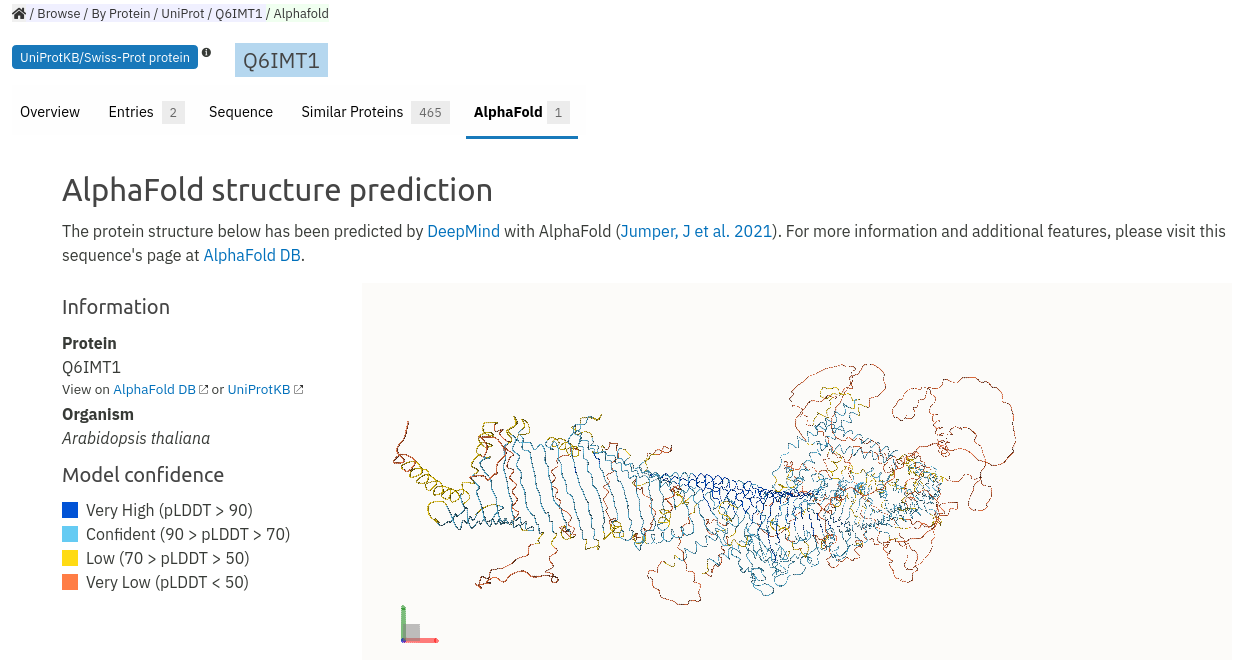 / Browse / By Protein / UniProt / Q6IMT1 / Alphafold
UniProtKB/Swiss-Prot protein Q6IMT1
Overview Entries 2 Sequence Similar Proteins 465 AlphaFold 1
AlphaFold structure prediction
The protein structure below has been predicted by DeepMind with AlphaFold (Jumper, J et al. 2021). For more information and additional features, please visit this
sequence's page at AlphaFold DB.
Information
Protein
Q6IMT1
View on AlphaFold DB or UniProtKB
Organism
Arabidopsis thaliana
Model confidence
Very High (pLDDT > 90)
Confident (90 > pLDDT > 70)
Low (70 > pLDDT > 50)
Very Low (pLDDT < 50)